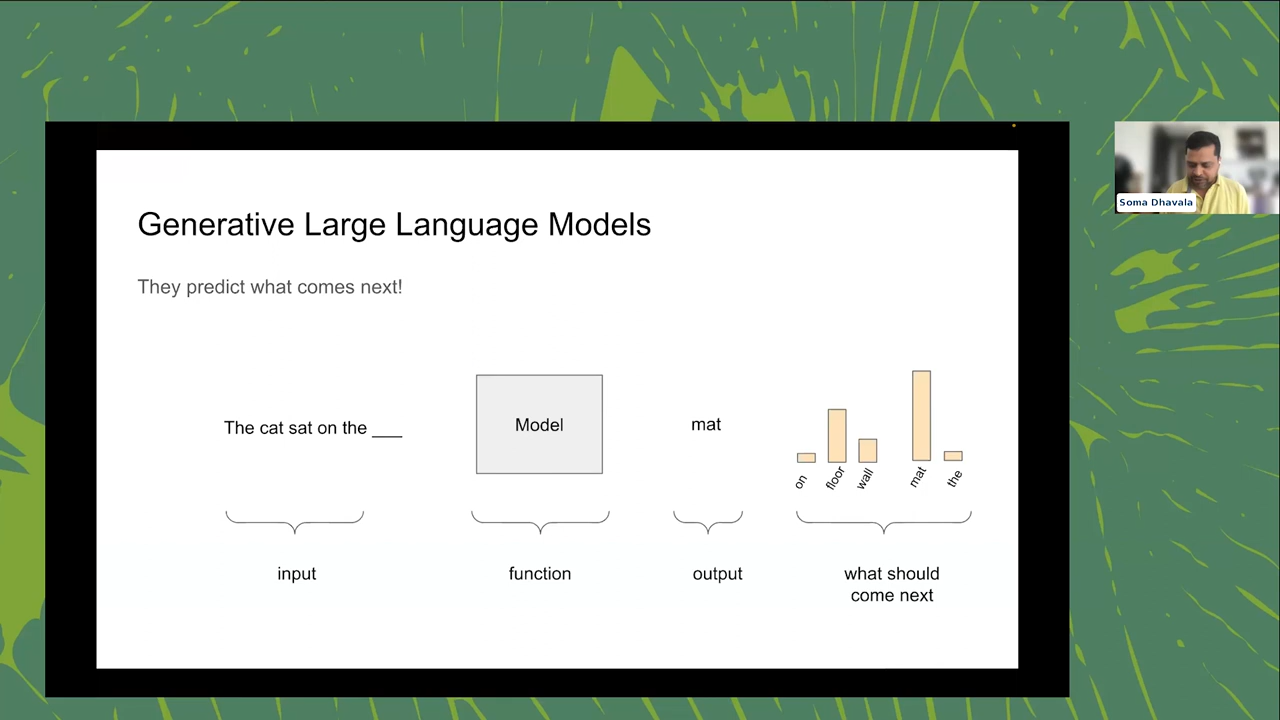 Generative Large Language Models
They predict what comes next!
The cat sat on the ___
Model
mat
on
floor
wall
mat
the
input
function
output
what should
come next
Soma Dhavala